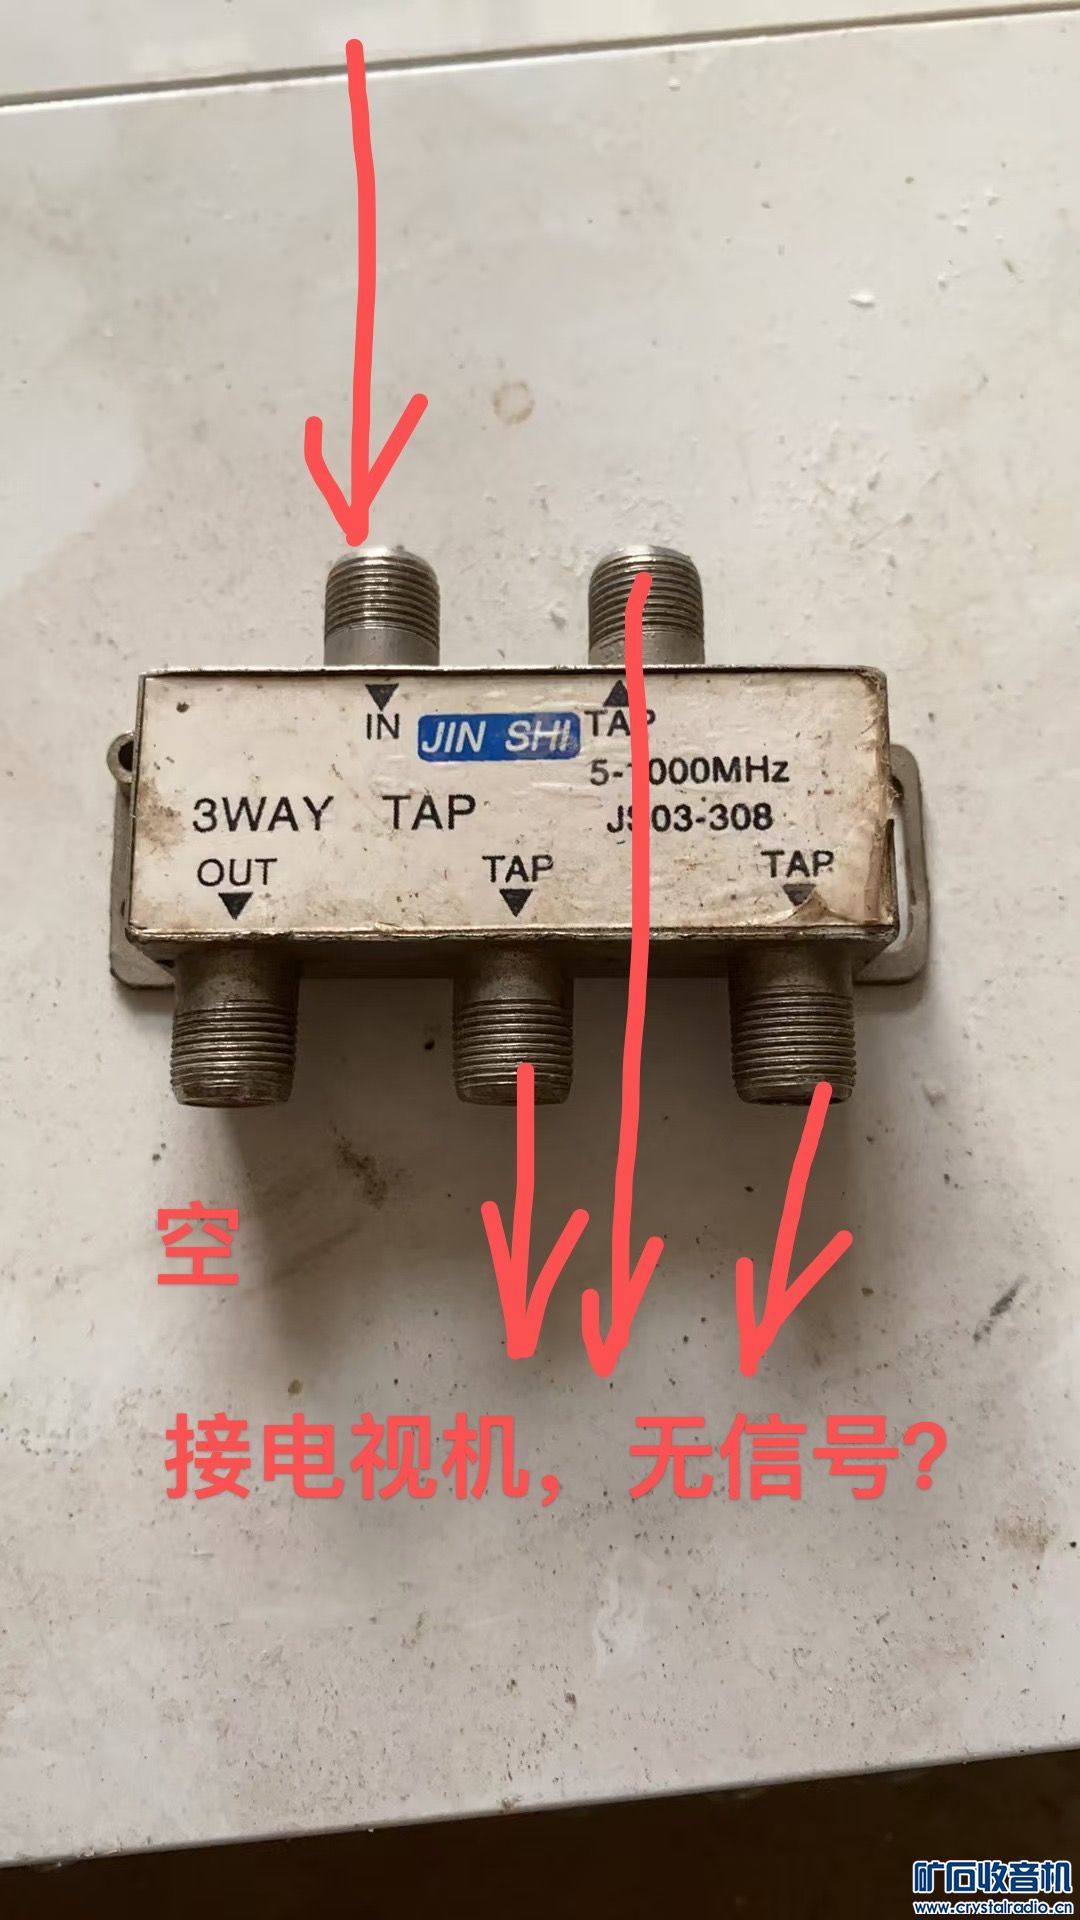 IN
JIN SHI
TAP
5-1000MHz
3WAY TAP
JS03-308
OUT
TAP
TAP
空
接电视机，无信号？
矿石收音机
www.crystalradio.cn